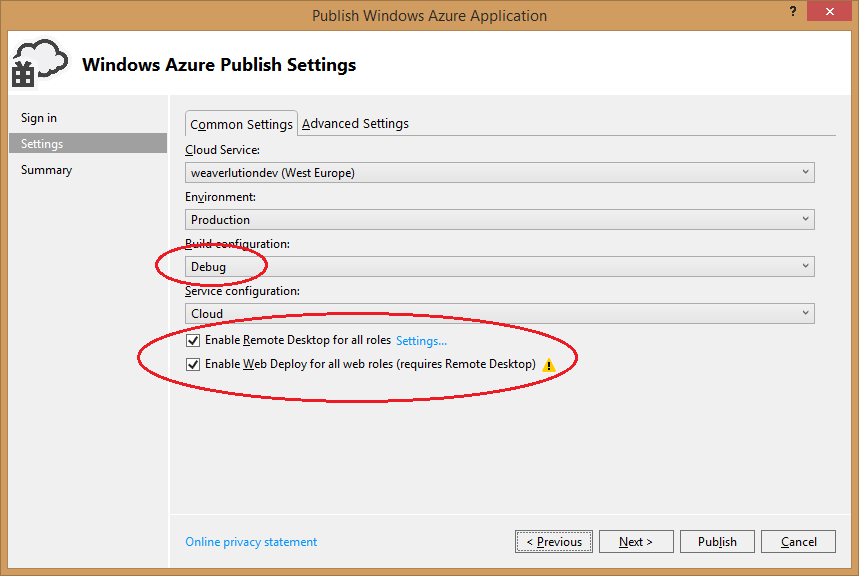 Publish Windows Azure Application
?
Windows Azure Publish Settings
Sign in
Settings
Summary
Common Settings
Advanced Settings
Cloud Service:
weaverlutiondev (West Europe)
Environment:
Production
Build configuration:
Debug
Service configuration:
Cloud
Enable Remote Desktop for all roles Settings...
Enable Web Deploy for all web roles (requires Remote Desktop)
Online privacy statement
< Previous
Next >
Publish
Cancel